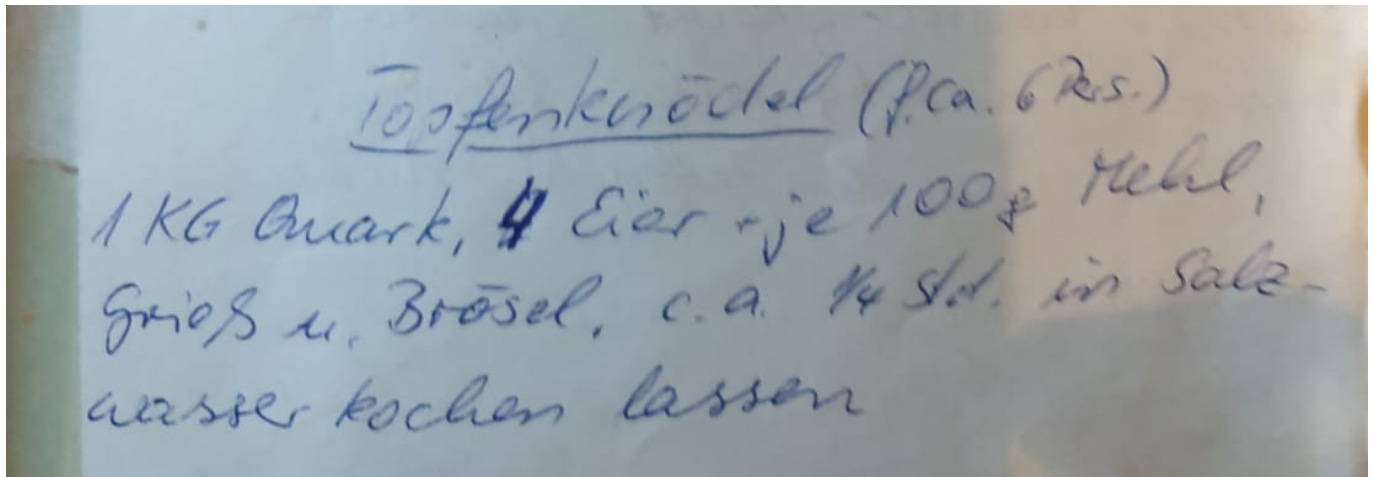 Topfenknödel (f. ca. 6 Pers.)
1 KG Quark, 4 Eier - je 100 g Mehl,
Grieß u. Brösel, c.a. 1/4 Std. in Salz-
wasser kochen lassen